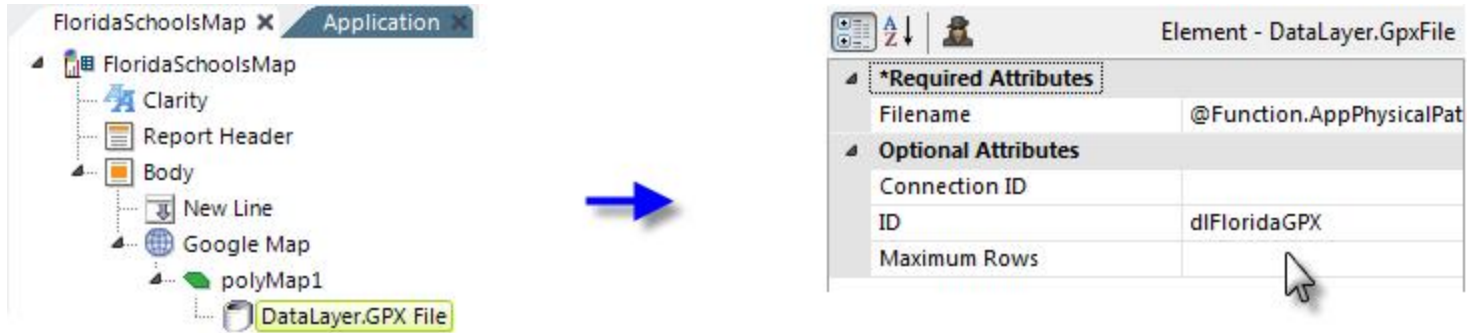 FloridaSchoolsMap Application
FloridaSchoolsMap
Clarity
Report Header
Body
New Line
Google Map
polyMap1
DataLayer.GPX File
Element - DataLayer.GpxFile
*Required Attributes
Filename @Function.AppPhysicalPat
Optional Attributes
Connection ID
ID dlFloridaGPX
Maximum Rows